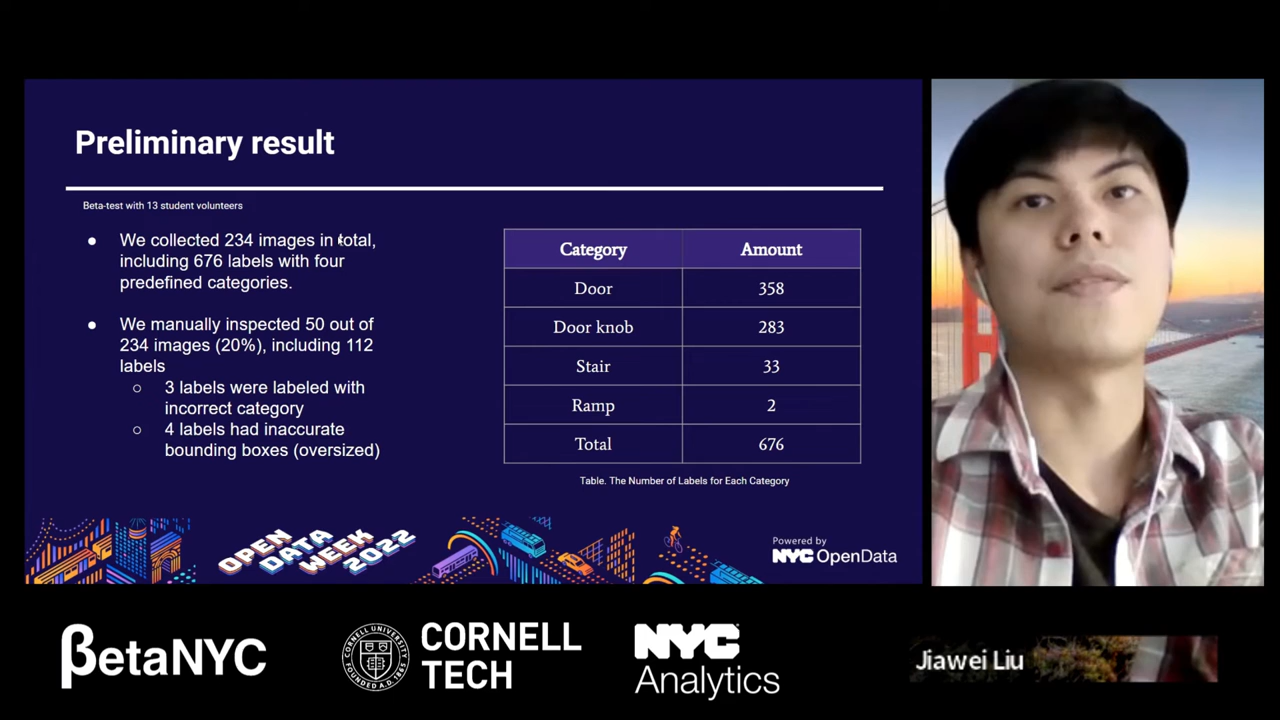 Preliminary result
Beta-test with 13 student volunteers
● We collected 234 images in total,
including 676 labels with four
predefined categories.
● We manually inspected 50 out of
234 images (20%), including 112
labels
○ 3 labels were labeled with
incorrect category
○ 4 labels had inaccurate
bounding boxes (oversized)
Category Amount
Door 358
Door knob 283
Stair 33
Ramp 2
Total 676
Table. The Number of Labels for Each Category
OPEN
DATA
WEEK
2022
Powered by
NYC OpenData
βetaNYC
CORNELL
TECH
NYC
Analytics
Jiawei Liu